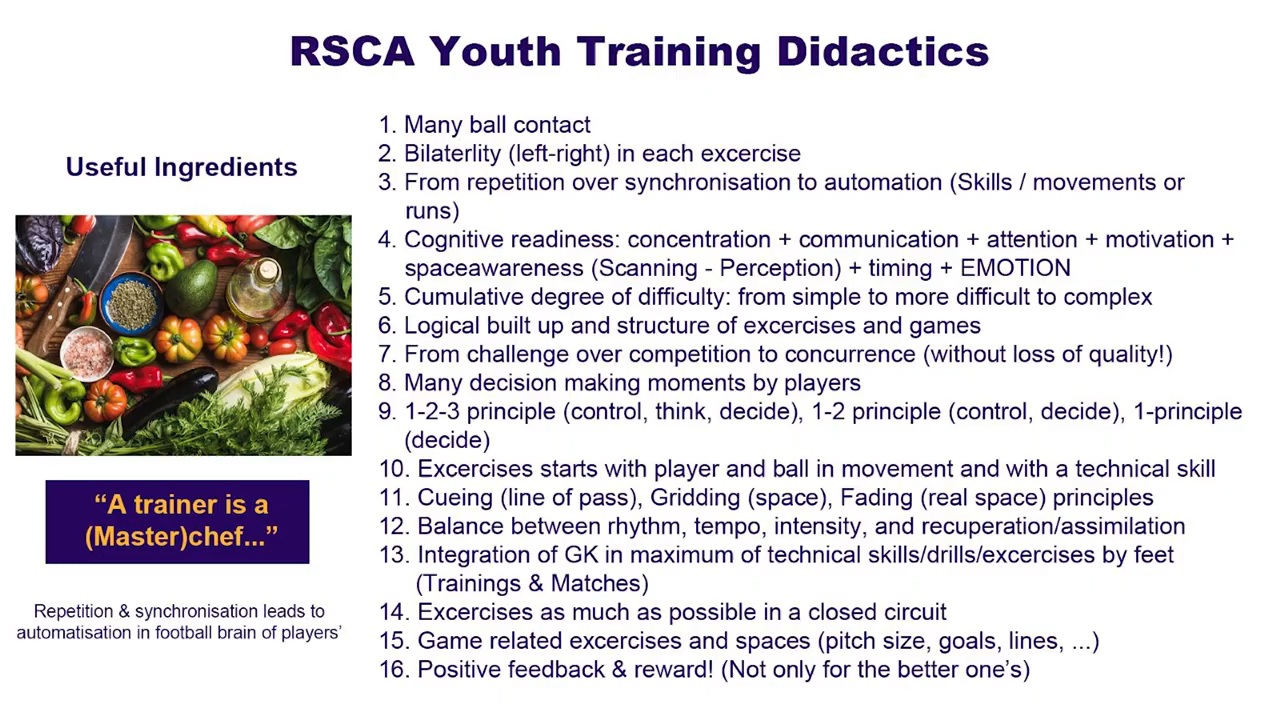 RSCA Youth Training Didactics
Useful Ingredients
“A trainer is a
(Master)chef...”
Repetition & synchronisation leads to
automatisation in football brain of players’
1. Many ball contact
2. Bilaterlity (left-right) in each excercise
3. From repetition over synchronisation to automation (Skills / movements or
runs)
4. Cognitive readiness: concentration + communication + attention + motivation +
spaceawareness (Scanning - Perception) + timing + EMOTION
5. Cumulative degree of difficulty: from simple to more difficult to complex
6. Logical built up and structure of excercises and games
7. From challenge over competition to concurrence (without loss of quality!)
8. Many decision making moments by players
9. 1-2-3 principle (control, think, decide), 1-2 principle (control, decide), 1-principle
(decide)
10. Excercises starts with player and ball in movement and with a technical skill
11. Cueing (line of pass), Gridding (space), Fading (real space) principles
12. Balance between rhythm, tempo, intensity, and recuperation/assimilation
13. Integration of GK in maximum of technical skills/drills/excercises by feet
(Trainings & Matches)
14. Excercises as much as possible in a closed circuit
15. Game related excercises and spaces (pitch size, goals, lines, ...)
16. Positive feedback & reward! (Not only for the better one’s)